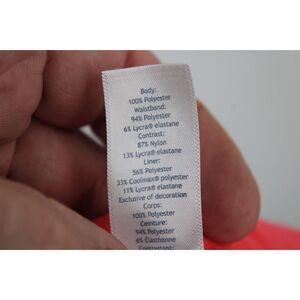 Body:
100% Polyester
Waistband:
94% Polyester
6% Lycra® elastane
Contrast:
87% Nylon
13% Lycra® elastane
Liner:
56% Polyester
33% Coolmax® polyester
11% Lycra® elastane
Exclusive of decoration
Corps:
100% Polyester
Ceinture:
94% Polyester
6% Élasthanne
Contrastant: